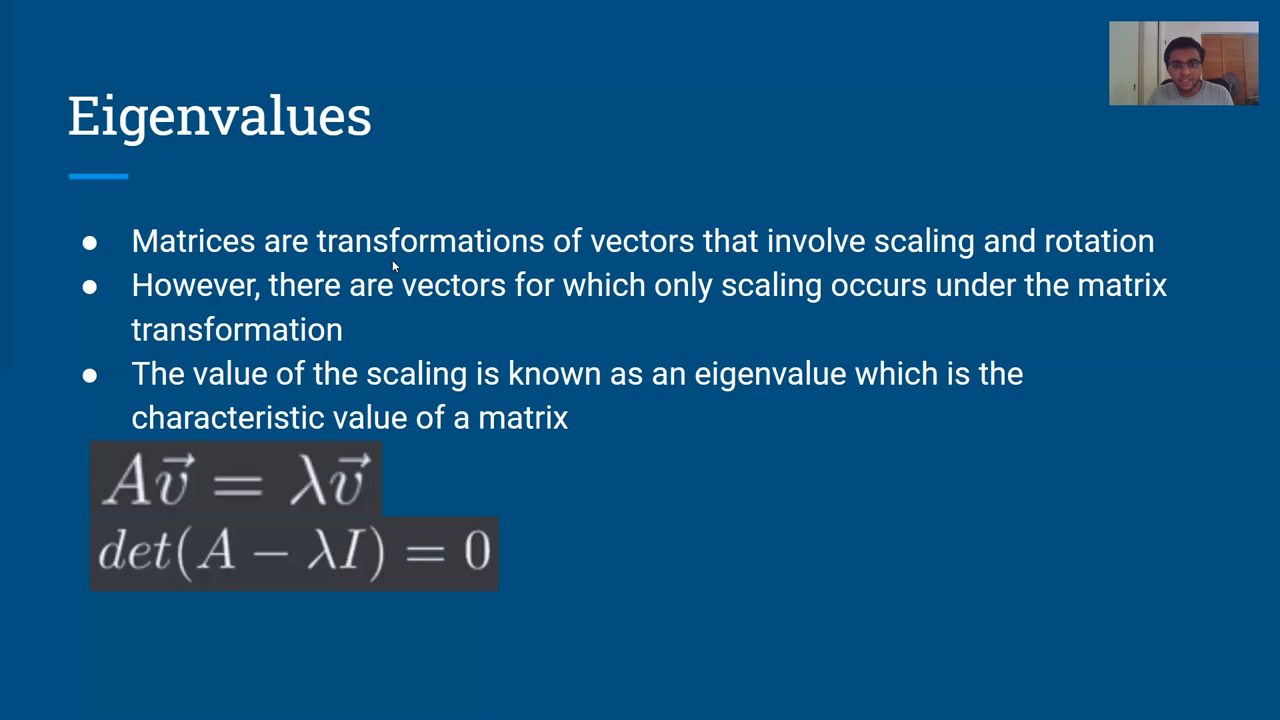 Eigenvalues
● Matrices are transformations of vectors that involve scaling and rotation
● However, there are vectors for which only scaling occurs under the matrix
transformation
● The value of the scaling is known as an eigenvalue which is the
characteristic value of a matrix
$A\vec{v} = \lambda\vec{v}$
$det(A - \lambda I) = 0$